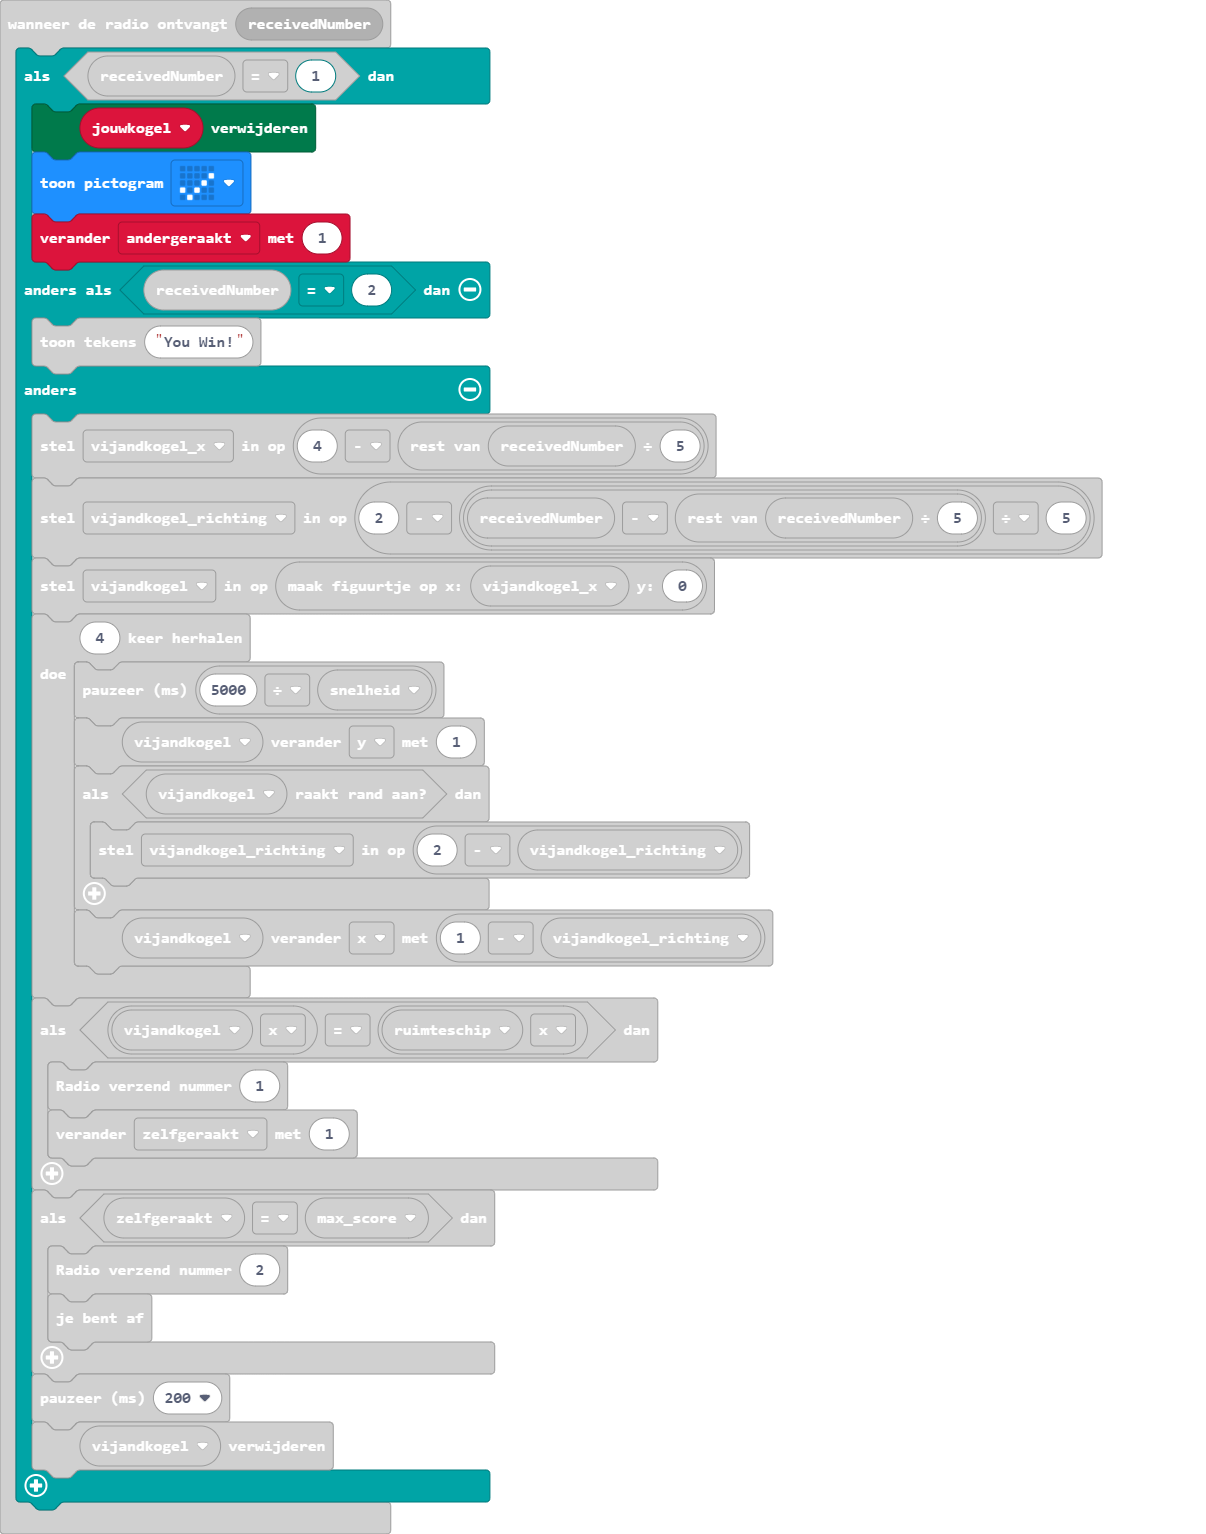 wanneer de radio ontvangt receivedNumber
als receivedNumber = 1 dan
jouwkogel verwijderen
toon pictogram
verander andergeraakt met 1
anders als receivedNumber = 2 dan
toon tekens "You Win!"
anders
stel vijandkogel_x in op 4 - rest van receivedNumber ÷ 5
stel vijandkogel_richting in op 2 - receivedNumber - rest van receivedNumber ÷ 5 ÷ 5
stel vijandkogel in op maak figuurtje op x: vijandkogel_x y: 0
4 keer herhalen
doe
pauzeer (ms) 5000 ÷ snelheid
vijandkogel verander y met 1
als vijandkogel raakt rand aan? dan
stel vijandkogel_richting in op 2 - vijandkogel_richting
vijandkogel verander x met 1 - vijandkogel_richting
als vijandkogel x = ruimteschip x dan
Radio verzend nummer 1
verander zelfgeraakt met 1
als zelfgeraakt = max_score dan
Radio verzend nummer 2
je bent af
pauzeer (ms) 200
vijandkogel verwijderen